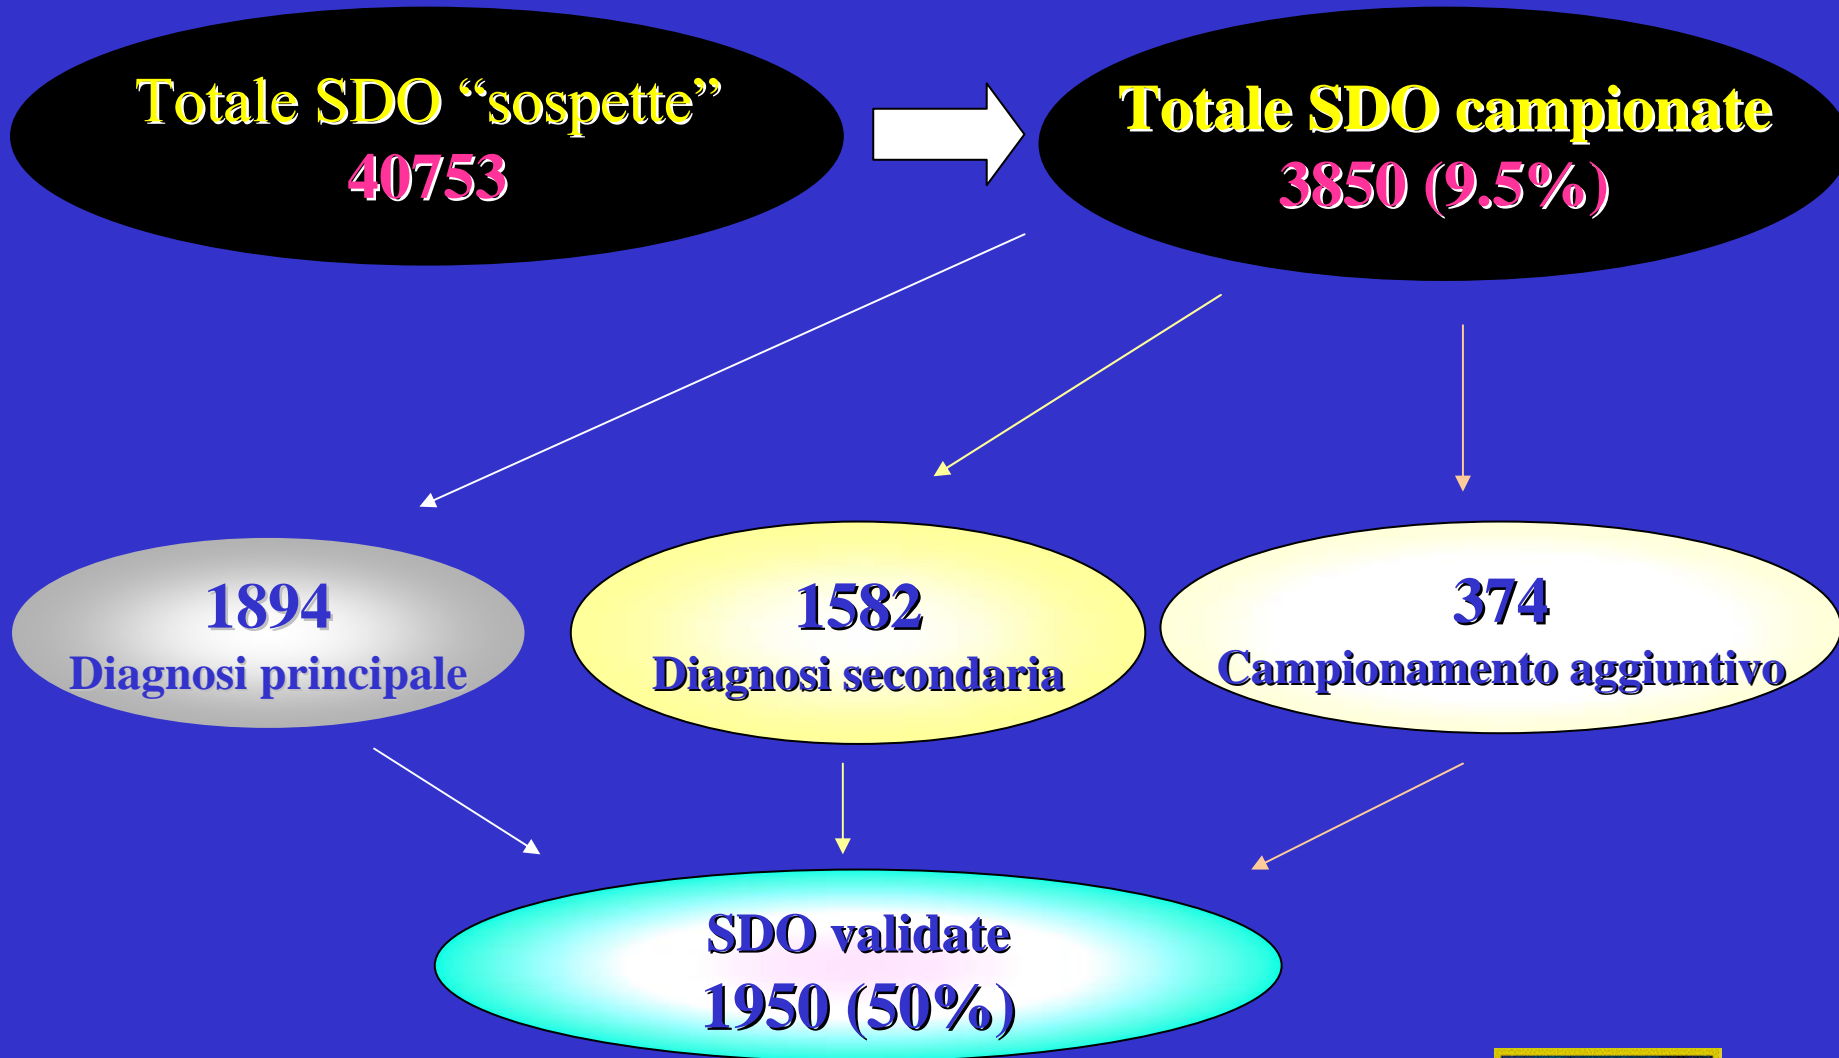 Totale SDO “sospette”
40753
Totale SDO campionate
3850 (9.5%)
1894
Diagnosi principale
1582
Diagnosi secondaria
374
Campionamento aggiuntivo
SDO validate
1950 (50%)